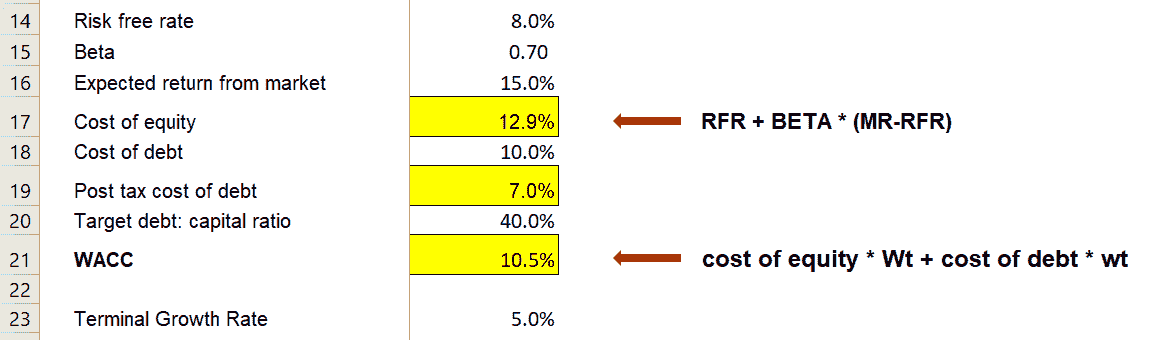 14 Risk free rate 8.0%
15 Beta 0.70
16 Expected return from market 15.0%
17 Cost of equity 12.9% RFR + BETA * (MR-RFR)
18 Cost of debt 10.0%
19 Post tax cost of debt 7.0%
20 Target debt: capital ratio 40.0%
21 WACC 10.5% cost of equity * Wt + cost of debt * wt
22
23 Terminal Growth Rate 5.0%